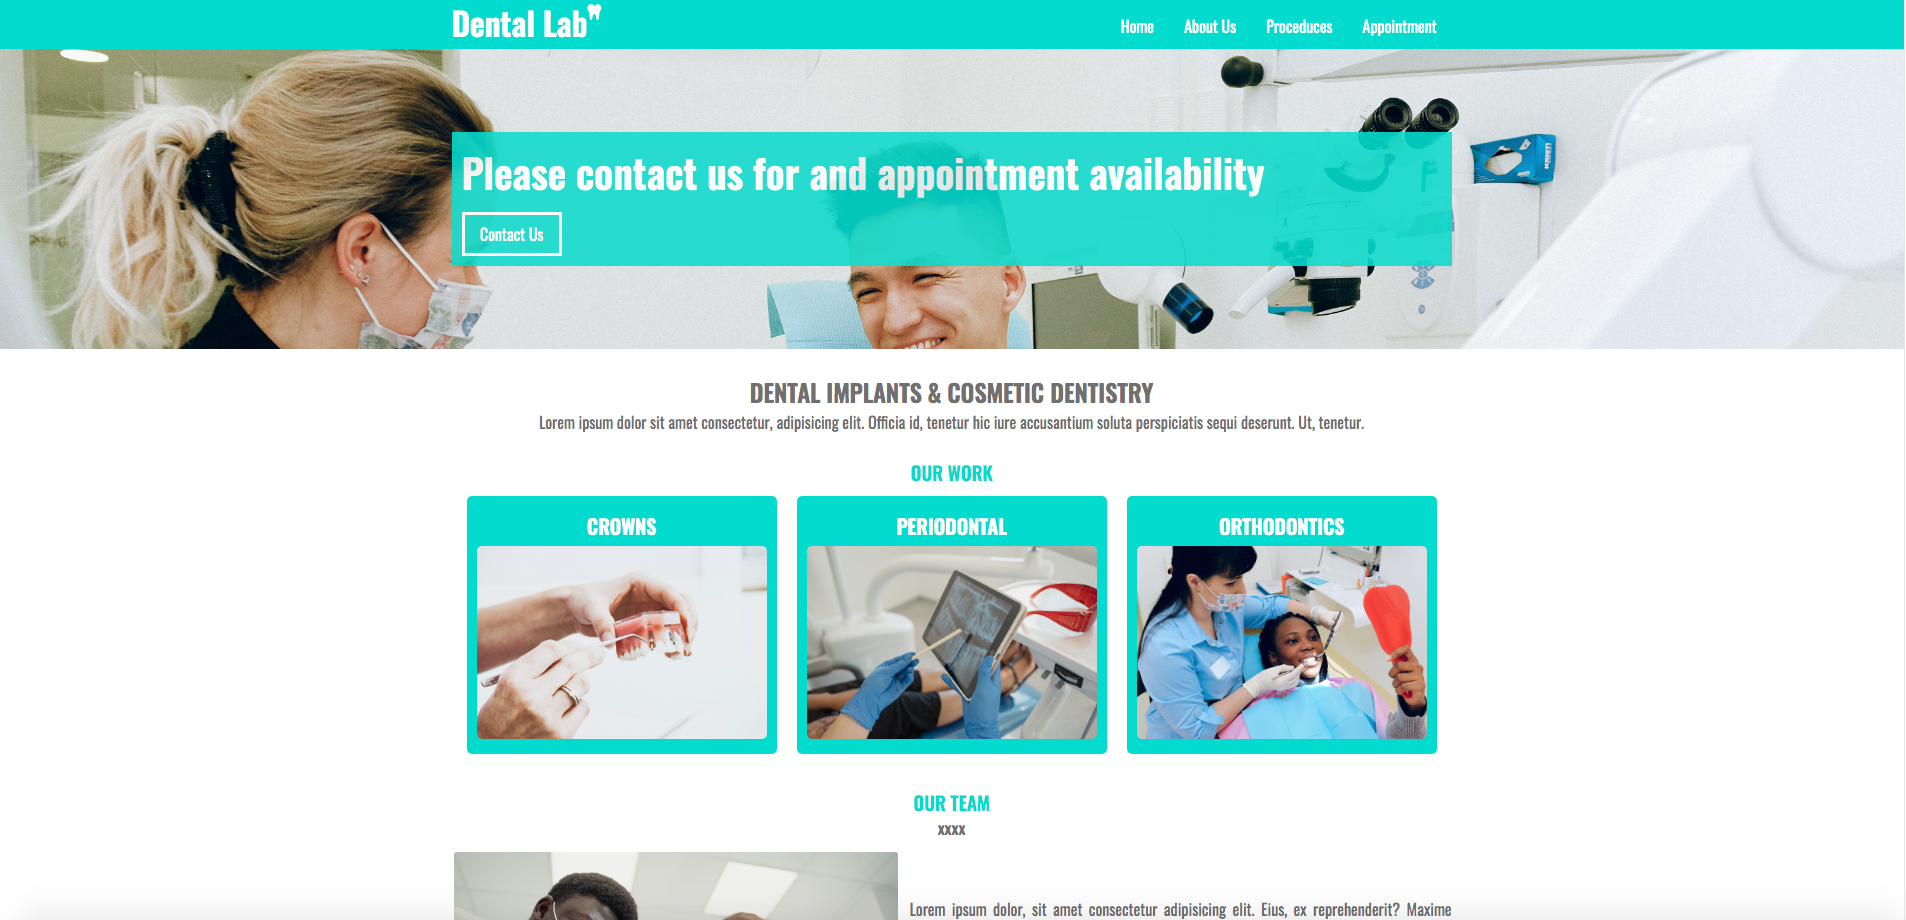 Dental Lab
Home About Us Proceduces Appointment
Please contact us for and appointment availability
Contact Us
DENTAL IMPLANTS & COSMETIC DENTISTRY
Lorem ipsum dolor sit amet consectetur, adipisicing elit. Officia id, tenetur hic iure accusantium soluta perspiciatis sequi deserunt. Ut, tenetur.
OUR WORK
CROWNS
PERIODONTAL
ORTHODONTICS
OUR TEAM
xxxx
Lorem ipsum dolor, sit amet consectetur adipisicing elit. Eius, ex reprehenderit? Maxime